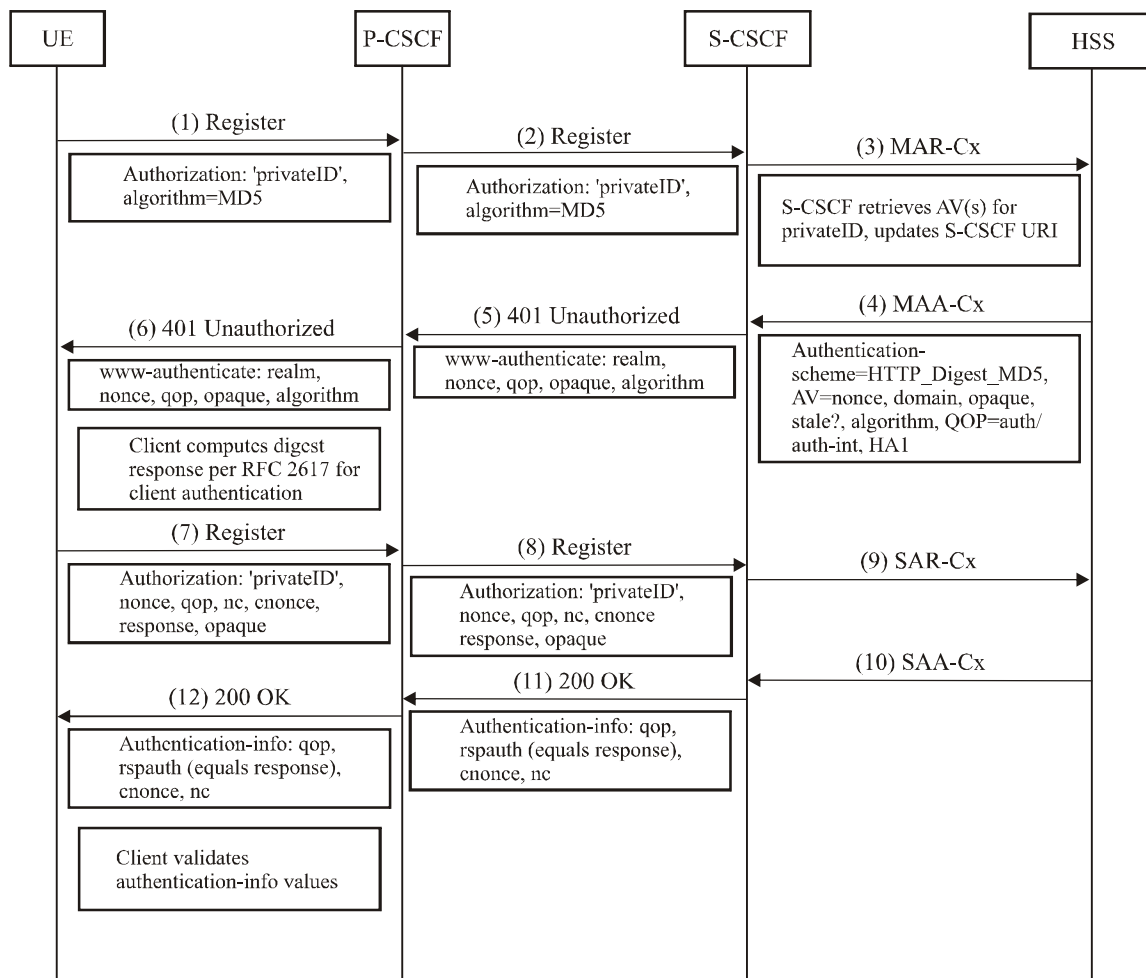 UE
P-CSCF
S-CSCF
HSS
(1) Register
(2) Register
(3) MAR-Cx
Authorization: 'privateID',
algorithm=MD5
Authorization: 'privateID',
algorithm=MD5
S-CSCF retrieves AV(s) for
privateID, updates S-CSCF URI
(4) MAA-Cx
(5) 401 Unauthorized
(6) 401 Unauthorized
Authentication-
scheme=HTTP_Digest_MD5,
AV=nonce, domain, opaque,
stale?, algorithm, QOP=auth/
auth-int, HA1
www-authenticate: realm,
nonce, qop, opaque, algorithm
www-authenticate: realm,
nonce, qop, opaque, algorithm
Client computes digest
response per RFC 2617 for
client authentication
(7) Register
(8) Register
(9) SAR-Cx
Authorization: 'privateID',
nonce, qop, nc, cnonce,
response, opaque
Authorization: 'privateID',
nonce, qop, nc, cnonce
response, opaque
(10) SAA-Cx
(11) 200 OK
(12) 200 OK
Authentication-info: qop,
rspauth (equals response),
cnonce, nc
Authentication-info: qop,
rspauth (equals response),
cnonce, nc
Client validates
authentication-info values